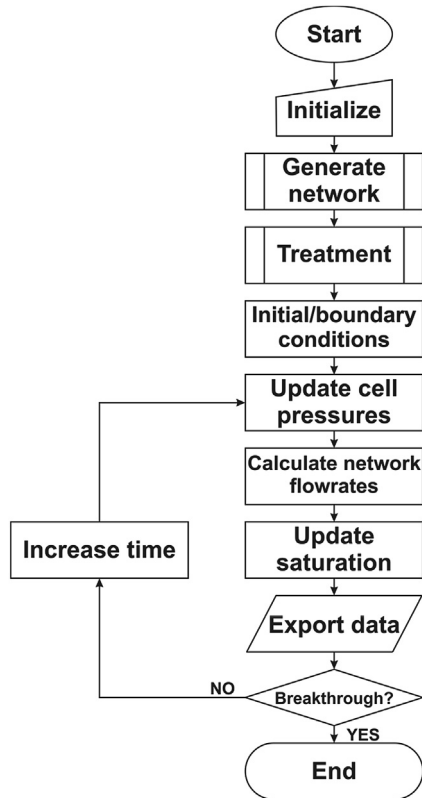 Start
Initialize
Generate
network
Treatment
Initial/boundary
conditions
Update cell
pressures
Calculate network
flowrates
Increase time
Update
saturation
Export data
NO
Breakthrough?
YES
End